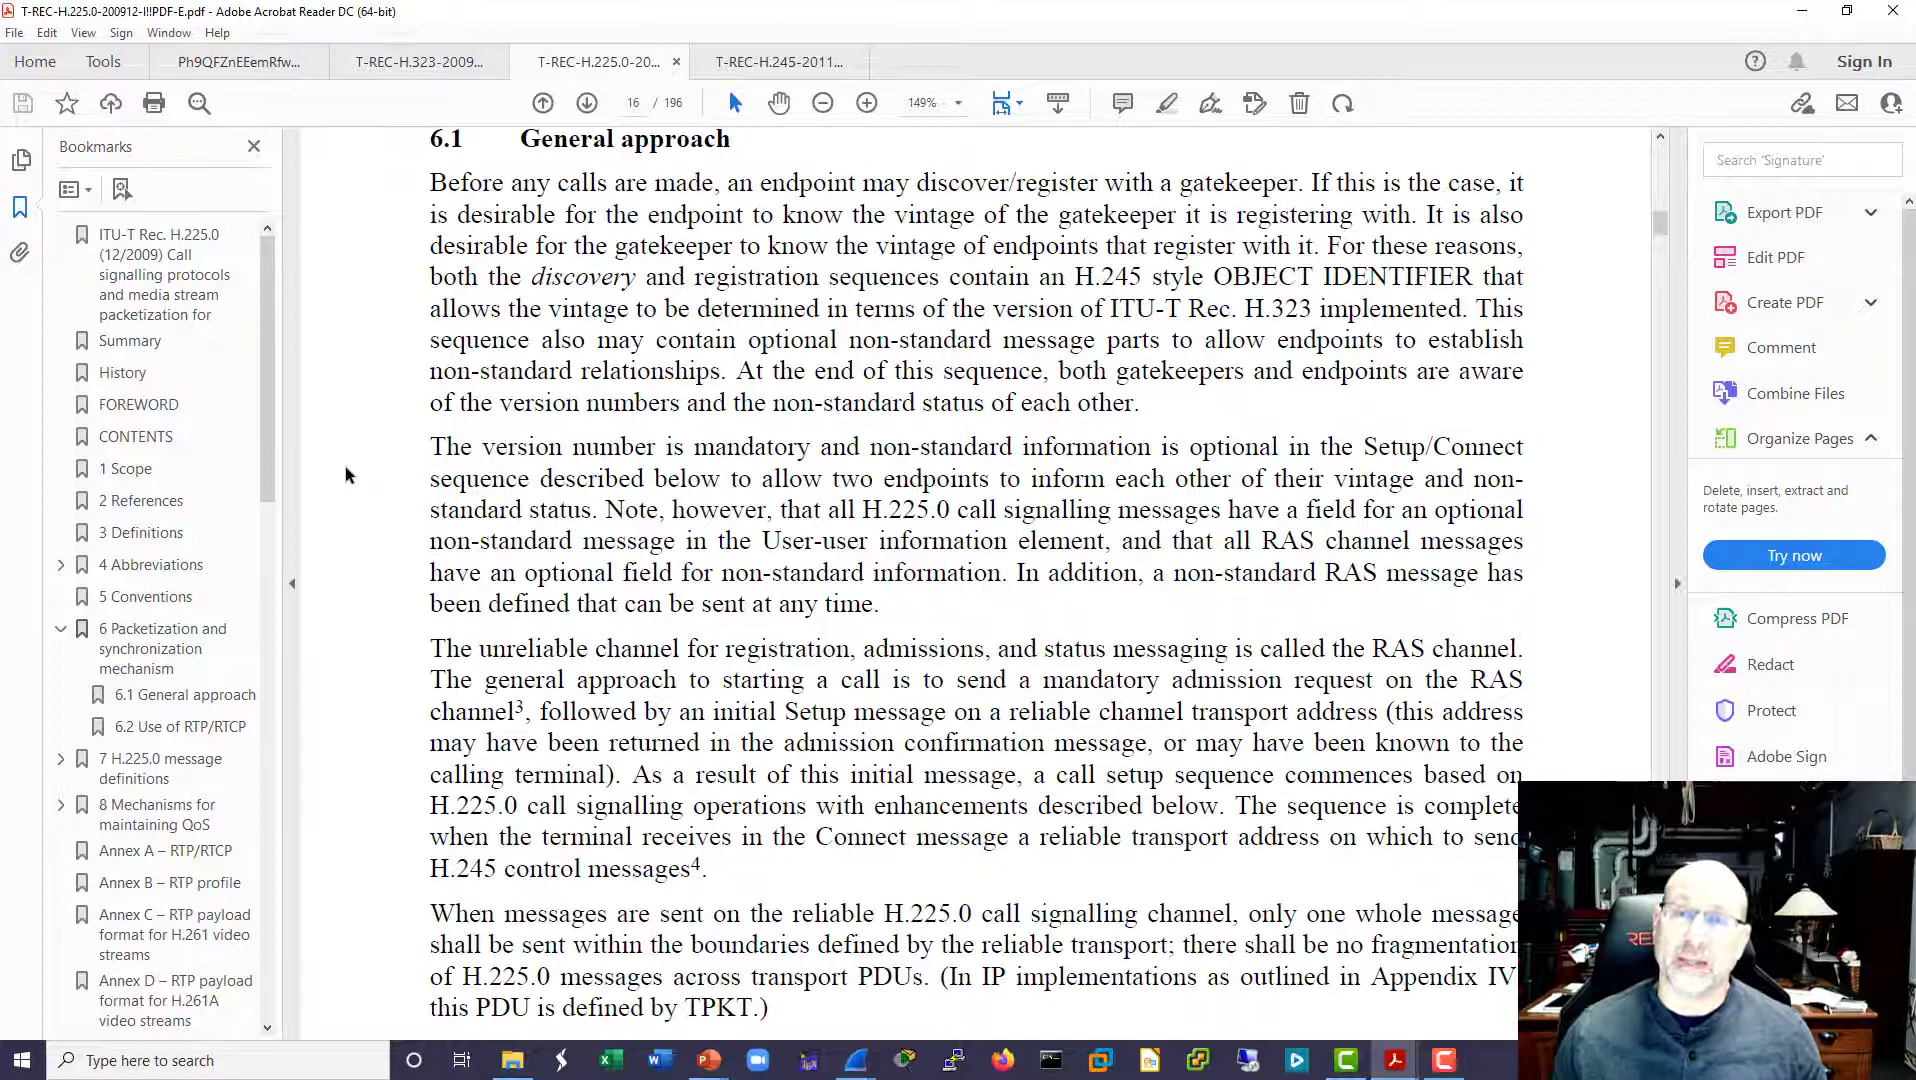 T-REC-H.225.0-200912-I!!PDF-E.pdf - Adobe Acrobat Reader DC (64-bit)
File Edit View Sign Window Help
Home Tools Ph9QFZnEEemRfw... T-REC-H.323-2009... T-REC-H.225.0-20... T-REC-H.245-2011... Sign In
16 / 196 149%
Bookmarks
ITU-T Rec. H.225.0
(12/2009) Call
signalling protocols
and media stream
packetization for
Summary
History
FOREWORD
CONTENTS
1 Scope
2 References
3 Definitions
4 Abbreviations
5 Conventions
6 Packetization and
synchronization
mechanism
6.1 General approach
6.2 Use of RTP/RTCP
7 H.225.0 message
definitions
8 Mechanisms for
maintaining QoS
Annex A – RTP/RTCP
Annex B – RTP profile
Annex C – RTP payload
format for H.261 video
streams
Annex D – RTP payload
format for H.261A
video streams
6.1 General approach
Before any calls are made, an endpoint may discover/register with a gatekeeper. If this is the case, it
is desirable for the endpoint to know the vintage of the gatekeeper it is registering with. It is also
desirable for the gatekeeper to know the vintage of endpoints that register with it. For these reasons,
both the discovery and registration sequences contain an H.245 style OBJECT IDENTIFIER that
allows the vintage to be determined in terms of the version of ITU-T Rec. H.323 implemented. This
sequence also may contain optional non-standard message parts to allow endpoints to establish
non-standard relationships. At the end of this sequence, both gatekeepers and endpoints are aware
of the version numbers and the non-standard status of each other.
The version number is mandatory and non-standard information is optional in the Setup/Connect
sequence described below to allow two endpoints to inform each other of their vintage and non-
standard status. Note, however, that all H.225.0 call signalling messages have a field for an optional
non-standard message in the User-user information element, and that all RAS channel messages
have an optional field for non-standard information. In addition, a non-standard RAS message has
been defined that can be sent at any time.
The unreliable channel for registration, admissions, and status messaging is called the RAS channel.
The general approach to starting a call is to send a mandatory admission request on the RAS
channel3, followed by an initial Setup message on a reliable channel transport address (this address
may have been returned in the admission confirmation message, or may have been known to the
calling terminal). As a result of this initial message, a call setup sequence commences based on
H.225.0 call signalling operations with enhancements described below. The sequence is complete
when the terminal receives in the Connect message a reliable transport address on which to send
H.245 control messages4.
When messages are sent on the reliable H.225.0 call signalling channel, only one whole message
shall be sent within the boundaries defined by the reliable transport; there shall be no fragmentation
of H.225.0 messages across transport PDUs. (In IP implementations as outlined in Appendix IV
this PDU is defined by TPKT.)
Search 'Signature'
Export PDF
Edit PDF
Create PDF
Comment
Combine Files
Organize Pages
Delete, insert, extract and
rotate pages.
Try now
Compress PDF
Redact
Protect
Adobe Sign
Type here to search